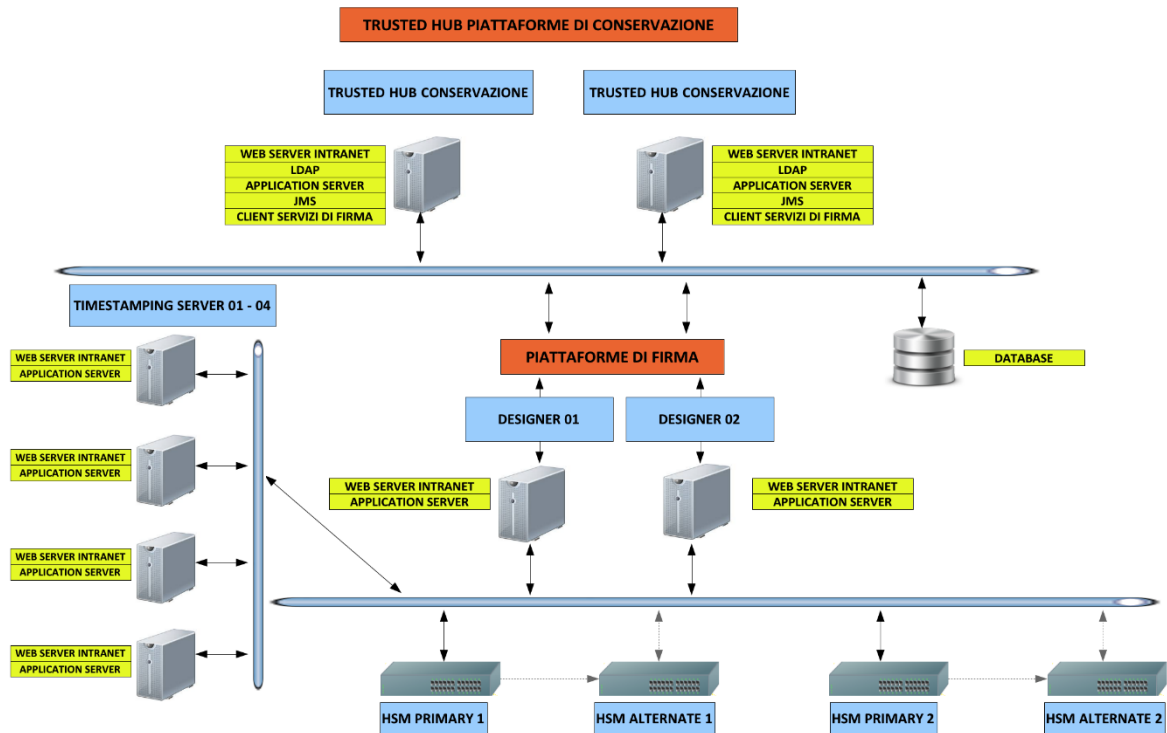 TRUSTED HUB PIATTAFORME DI CONSERVAZIONE
TRUSTED HUB CONSERVAZIONE
TRUSTED HUB CONSERVAZIONE
WEB SERVER INTRANET
LDAP
APPLICATION SERVER
JMS
CLIENT SERVIZI DI FIRMA
WEB SERVER INTRANET
LDAP
APPLICATION SERVER
JMS
CLIENT SERVIZI DI FIRMA
TIMESTAMPING SERVER 01 - 04
WEB SERVER INTRANET
APPLICATION SERVER
WEB SERVER INTRANET
APPLICATION SERVER
WEB SERVER INTRANET
APPLICATION SERVER
WEB SERVER INTRANET
APPLICATION SERVER
PIATTAFORME DI FIRMA
DATABASE
DESIGNER 01
DESIGNER 02
WEB SERVER INTRANET
APPLICATION SERVER
WEB SERVER INTRANET
APPLICATION SERVER
HSM PRIMARY 1
HSM ALTERNATE 1
HSM PRIMARY 2
HSM ALTERNATE 2